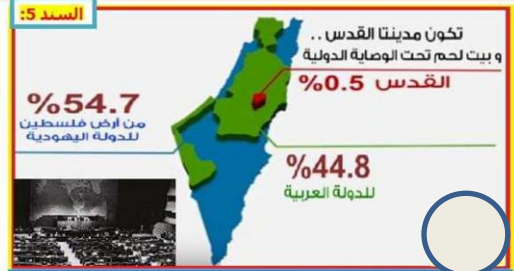 السند 5:
تكون مدينتا القدس ..
و بيت لحم تحت الوصاية الدولية
القدس 0.5%
54.7%
من أرض فلسطين
للدولة اليهودية
44.8%
للدولة العربية